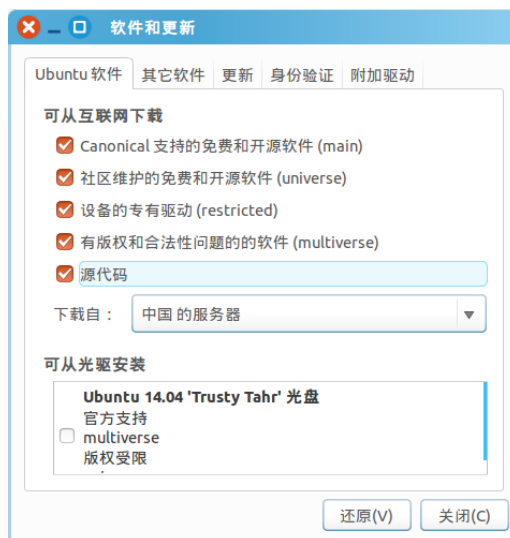 软件和更新
Ubuntu 软件 其它软件 更新 身份验证 附加驱动
可从互联网下载
Canonical 支持的免费和开源软件 (main)
社区维护的免费和开源软件 (universe)
设备的专有驱动 (restricted)
有版权和合法性问题的的软件 (multiverse)
源代码
下载自： 中国 的服务器
可从光驱安装
Ubuntu 14.04 'Trusty Tahr' 光盘
官方支持
multiverse
版权受限
还原(V) 关闭(C)